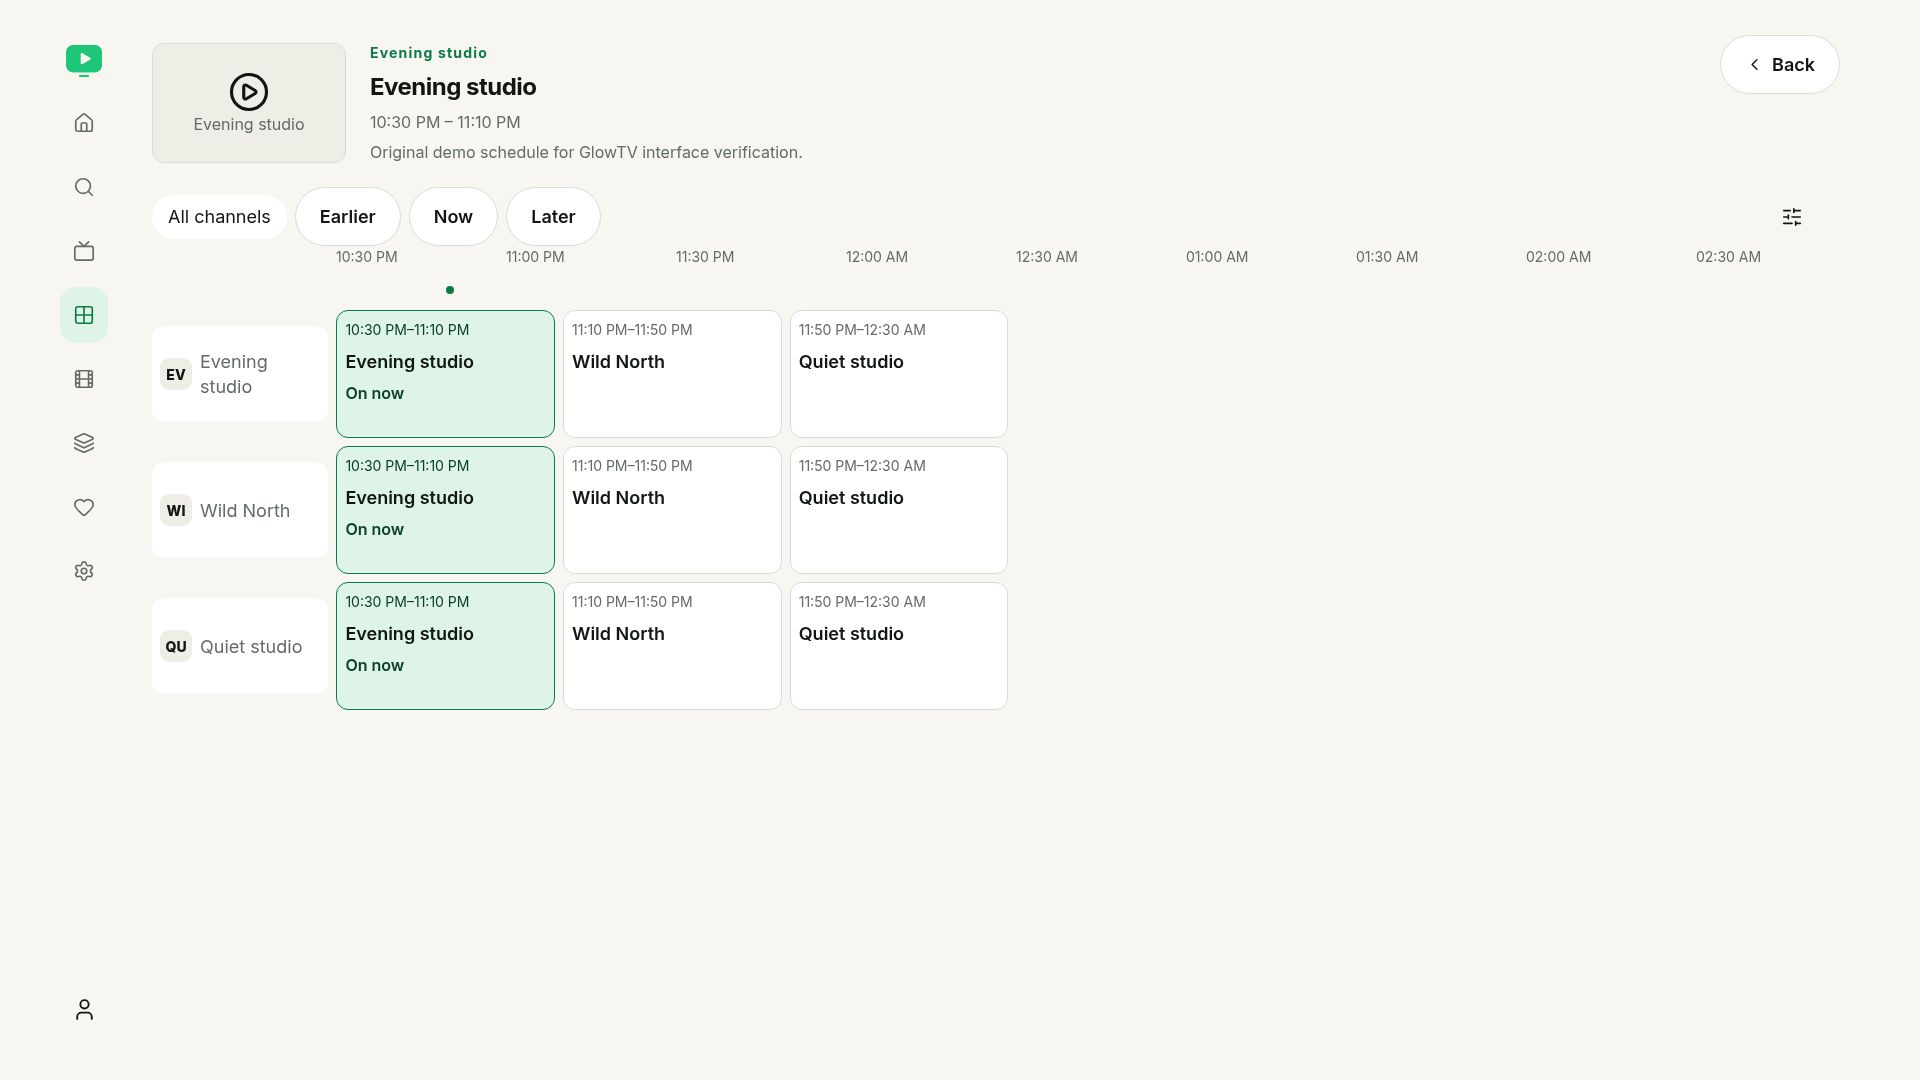 Evening studio
Evening studio
Evening studio
10:30 PM – 11:10 PM
Original demo schedule for GlowTV interface verification.
Back
All channels
Earlier
Now
Later
10:30 PM
11:00 PM
11:30 PM
12:00 AM
12:30 AM
01:00 AM
01:30 AM
02:00 AM
02:30 AM
EV
Evening
studio
10:30 PM–11:10 PM
Evening studio
On now
11:10 PM–11:50 PM
Wild North
11:50 PM–12:30 AM
Quiet studio
WI
Wild North
10:30 PM–11:10 PM
Evening studio
On now
11:10 PM–11:50 PM
Wild North
11:50 PM–12:30 AM
Quiet studio
QU
Quiet studio
10:30 PM–11:10 PM
Evening studio
On now
11:10 PM–11:50 PM
Wild North
11:50 PM–12:30 AM
Quiet studio